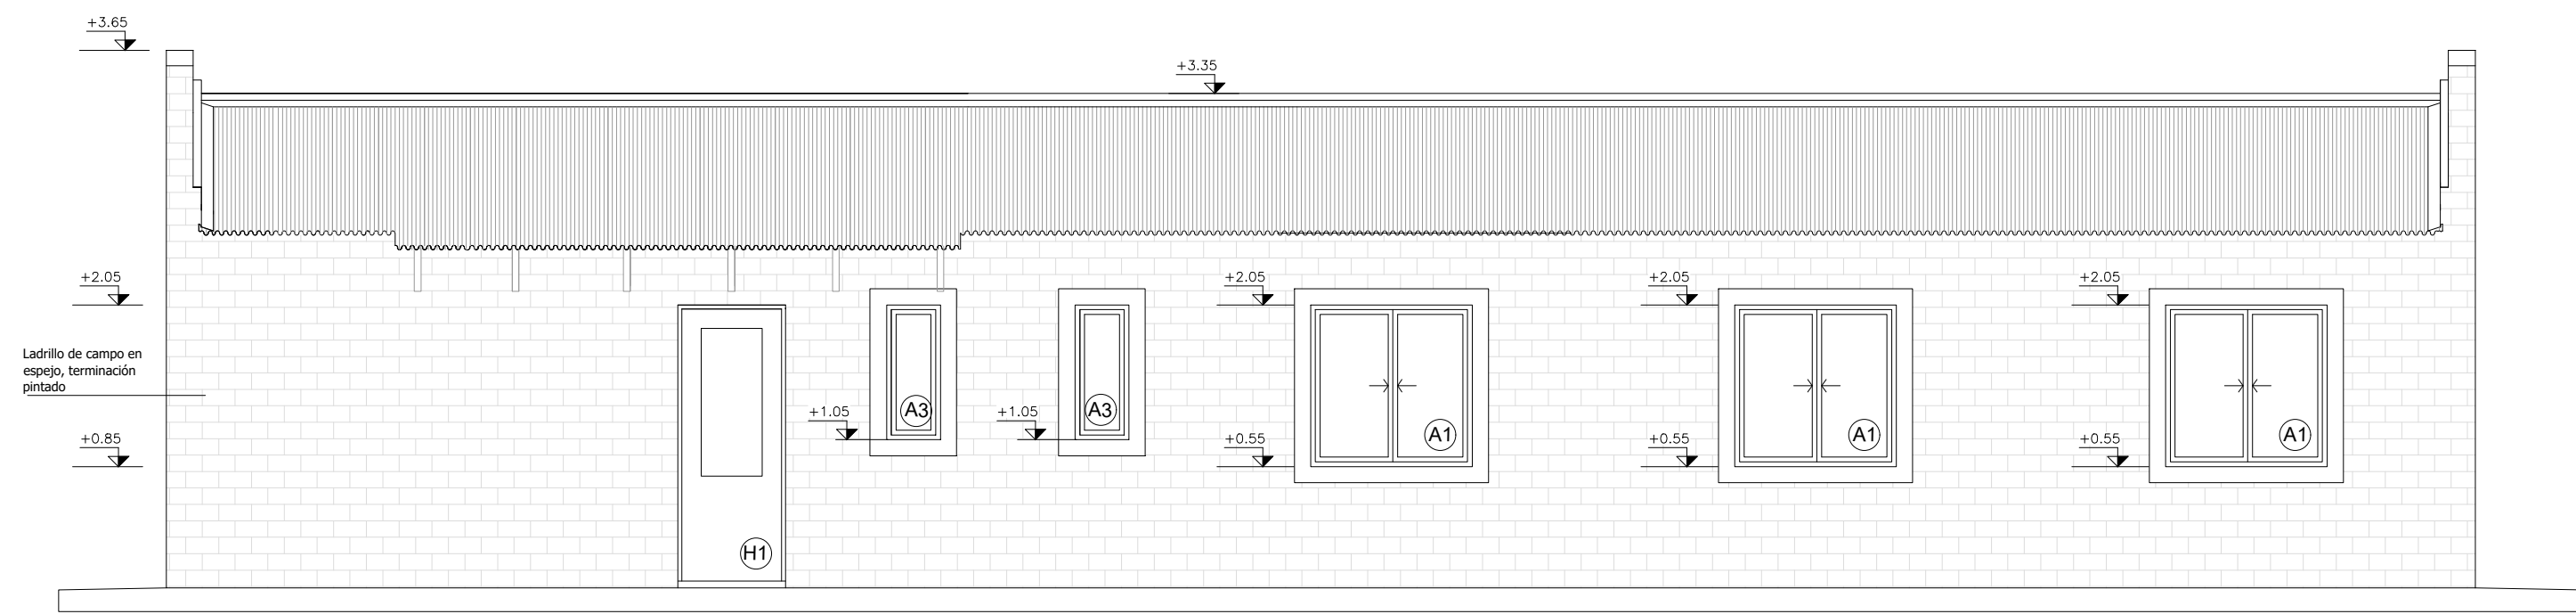 +3.65
+3.35
+2.05
+2.05
+2.05
+2.05
Ladrillo de campo en
espejo, terminación
pintado
+1.05
A3
+1.05
A3
+0.85
+0.55
A1
+0.55
A1
+0.55
A1
H1